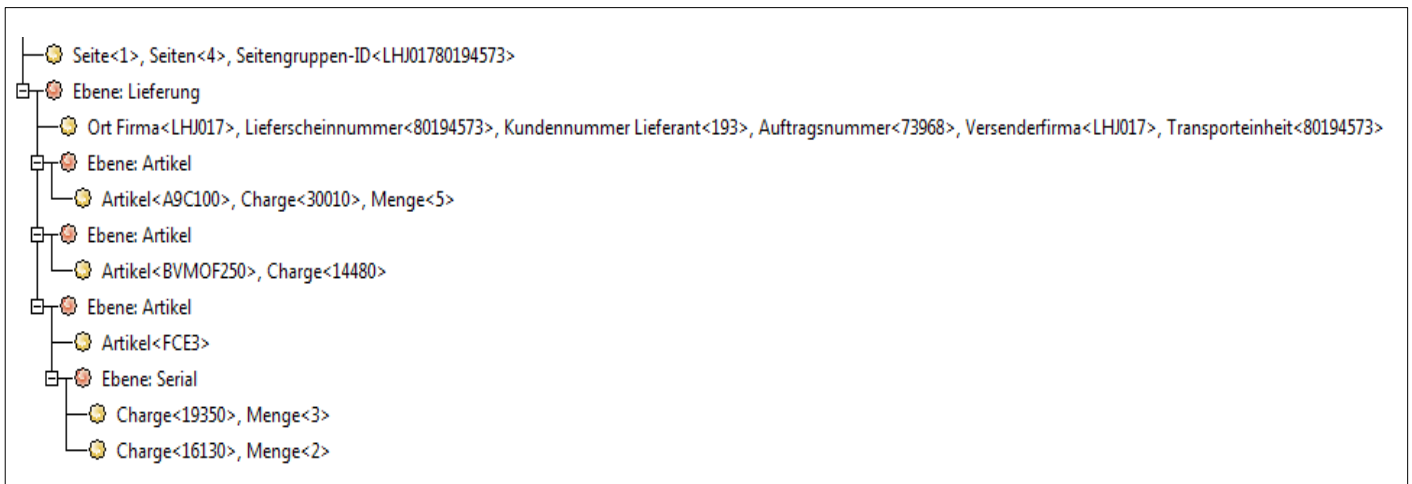 Seite<1>, Seiten<4>, Seitengruppen-ID<LHJ01780194573>
Ebene: Lieferung
Ort Firma<LHJ017>, Lieferscheinnummer<80194573>, Kundennummer Lieferant<193>, Auftragsnummer<73968>, Versenderfirma<LHJ017>, Transporteinheit<80194573>
Ebene: Artikel
Artikel<A9C100>, Charge<30010>, Menge<5>
Ebene: Artikel
Artikel<BVMOF250>, Charge<14480>
Ebene: Artikel
Artikel<FCE3>
Ebene: Serial
Charge<19350>, Menge<3>
Charge<16130>, Menge<2>